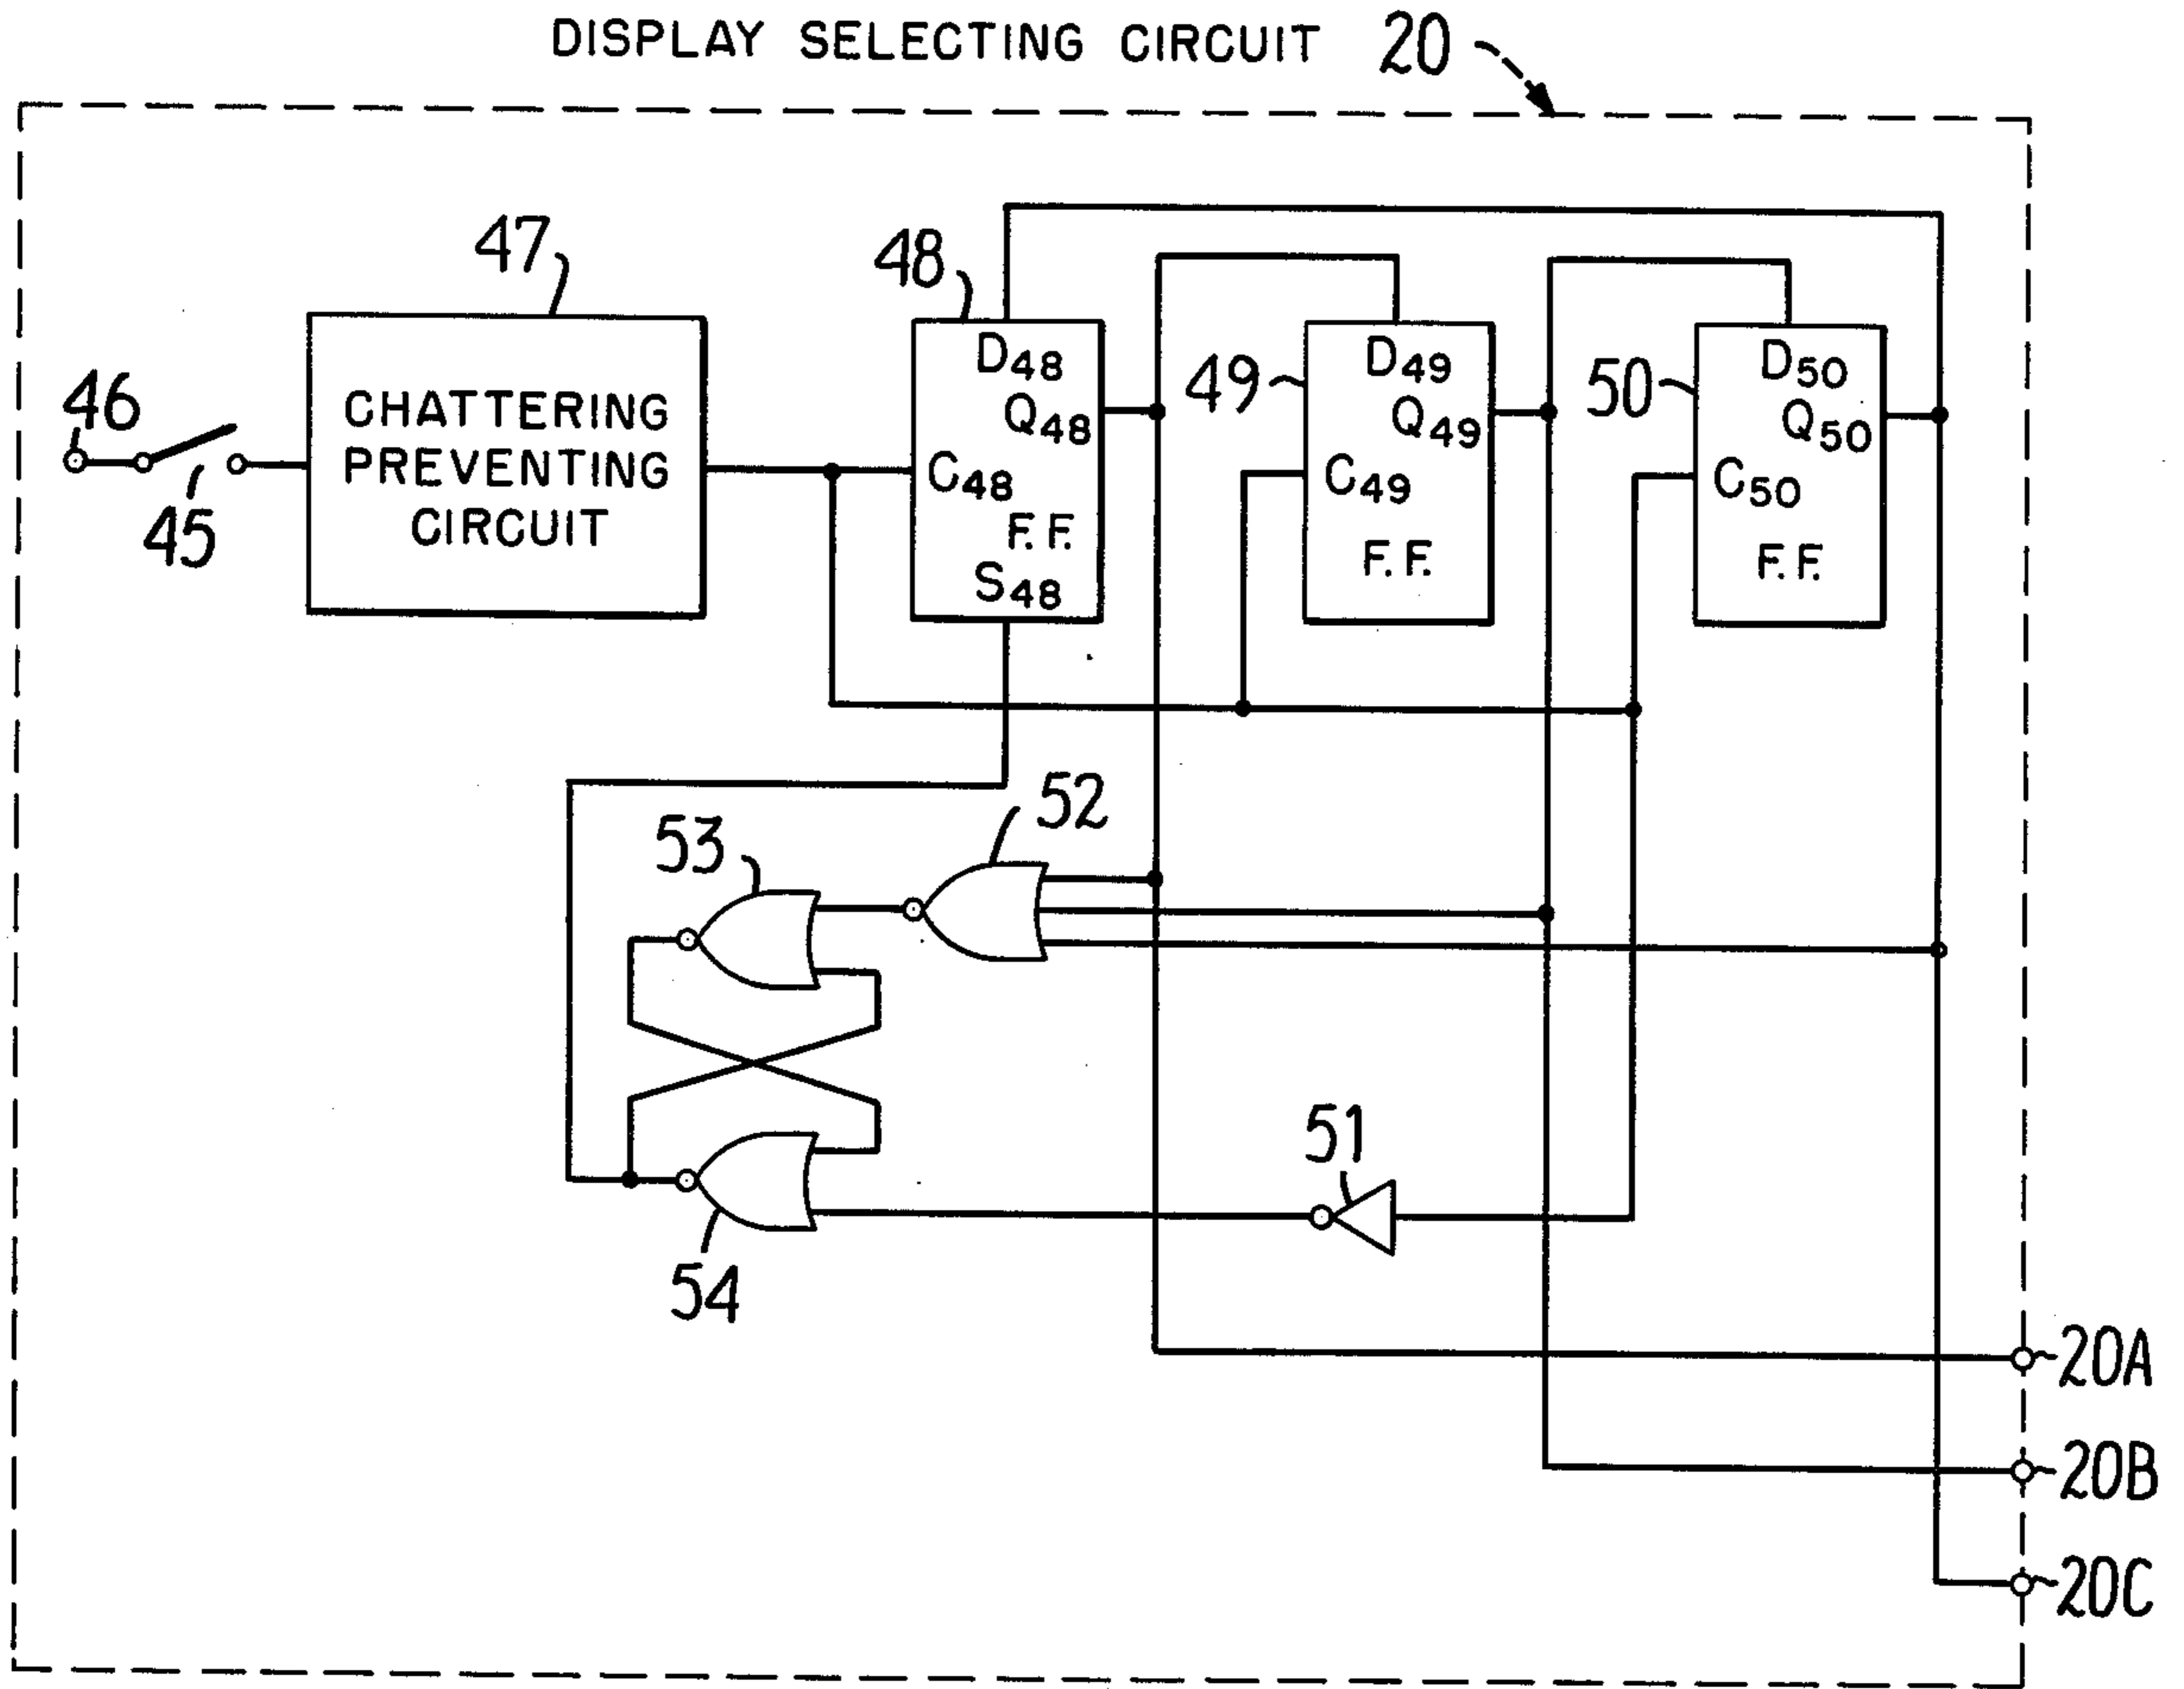 DISPLAY SELECTING CIRCUIT 20
47
48
46
45
CHATTERING
PREVENTING
CIRCUIT
D48
Q48
C48
F.F.
S48
49
D49
Q49
C49
F.F.
50
D50
Q50
C50
F.F.
52
53
51
54
20A
20B
20C